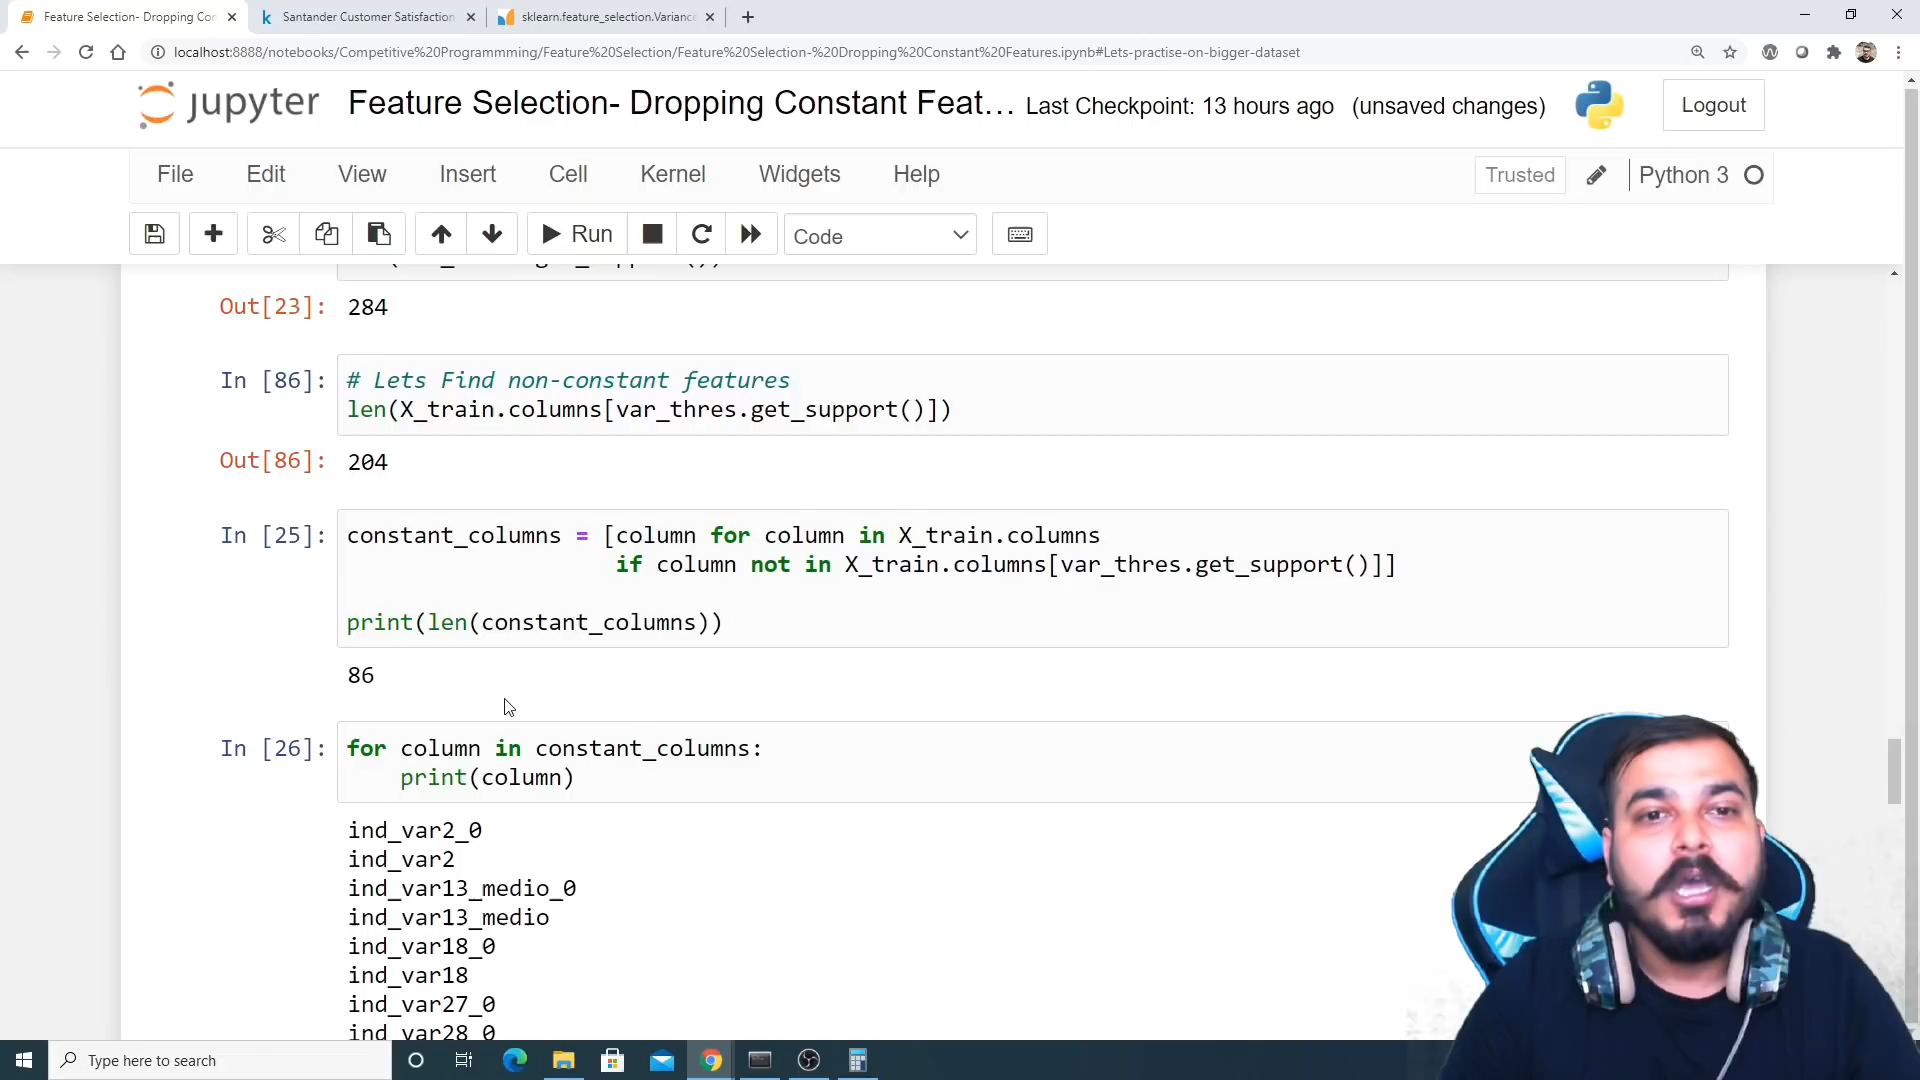 Feature Selection- Dropping Con
Santander Customer Satisfaction
sklearn.feature_selection.Varianc
localhost:8888/notebooks/Competitive%20Programmming/Feature%20Selection/Feature%20Selection-%20Dropping%20Constant%20Features.ipynb#Lets-practise-on-bigger-dataset
jupyter Feature Selection- Dropping Constant Feat... Last Checkpoint: 13 hours ago (unsaved changes) Logout
File Edit View Insert Cell Kernel Widgets Help Trusted Python 3
Run Code
Out[23]: 284
In [86]: # Lets Find non-constant features
len(X_train.columns[var_thres.get_support()])
Out[86]: 204
In [25]: constant_columns = [column for column in X_train.columns
if column not in X_train.columns[var_thres.get_support()]]
print(len(constant_columns))
86
In [26]: for column in constant_columns:
print(column)
ind_var2_0
ind_var2
ind_var13_medio_0
ind_var13_medio
ind_var18_0
ind_var18
ind_var27_0
ind_var28_0
Type here to search